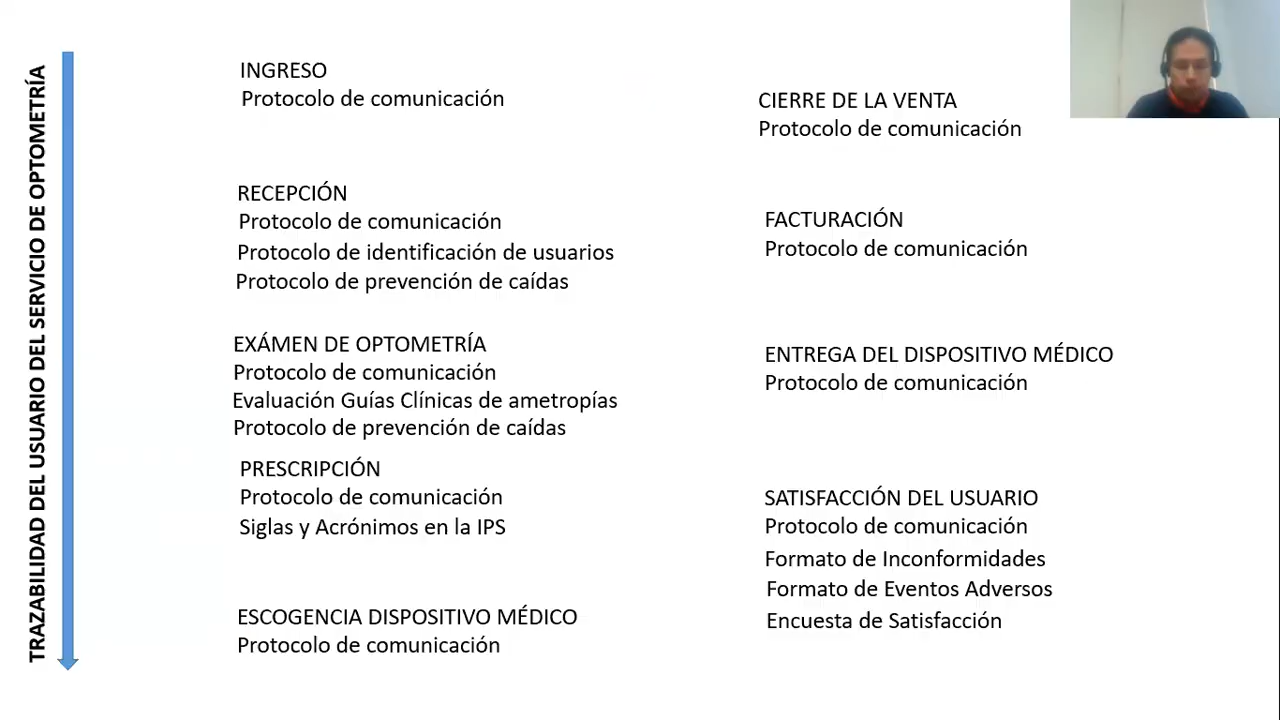 TRAZABILIDAD DEL USUARIO DEL SERVICIO DE OPTOMETRÍA
INGRESO
Protocolo de comunicación
RECEPCIÓN
Protocolo de comunicación
Protocolo de identificación de usuarios
Protocolo de prevención de caídas
EXÁMEN DE OPTOMETRÍA
Protocolo de comunicación
Evaluación Guías Clínicas de ametropías
Protocolo de prevención de caídas
PRESCRIPCIÓN
Protocolo de comunicación
Siglas y Acrónimos en la IPS
ESCOGENCIA DISPOSITIVO MÉDICO
Protocolo de comunicación
CIERRE DE LA VENTA
Protocolo de comunicación
FACTURACIÓN
Protocolo de comunicación
ENTREGA DEL DISPOSITIVO MÉDICO
Protocolo de comunicación
SATISFACCIÓN DEL USUARIO
Protocolo de comunicación
Formato de Inconformidades
Formato de Eventos Adversos
Encuesta de Satisfacción